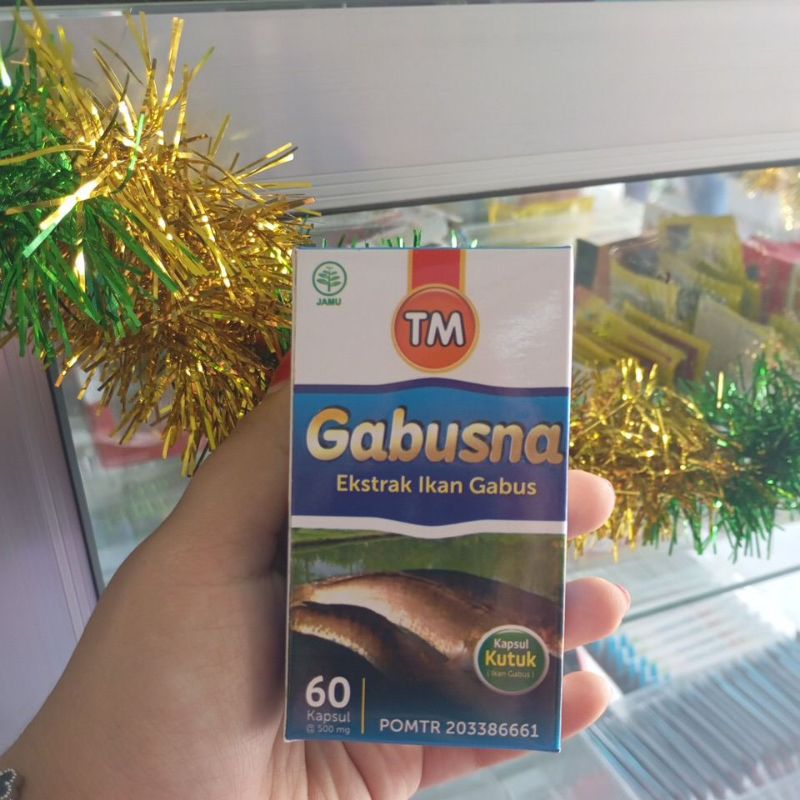 JAMU
TM
Gabusna
Ekstrak Ikan Gabus
Kapsul
Kutuk
( Ikan Gabus )
60
Kapsul
@ 500 mg
POMTR 203386661